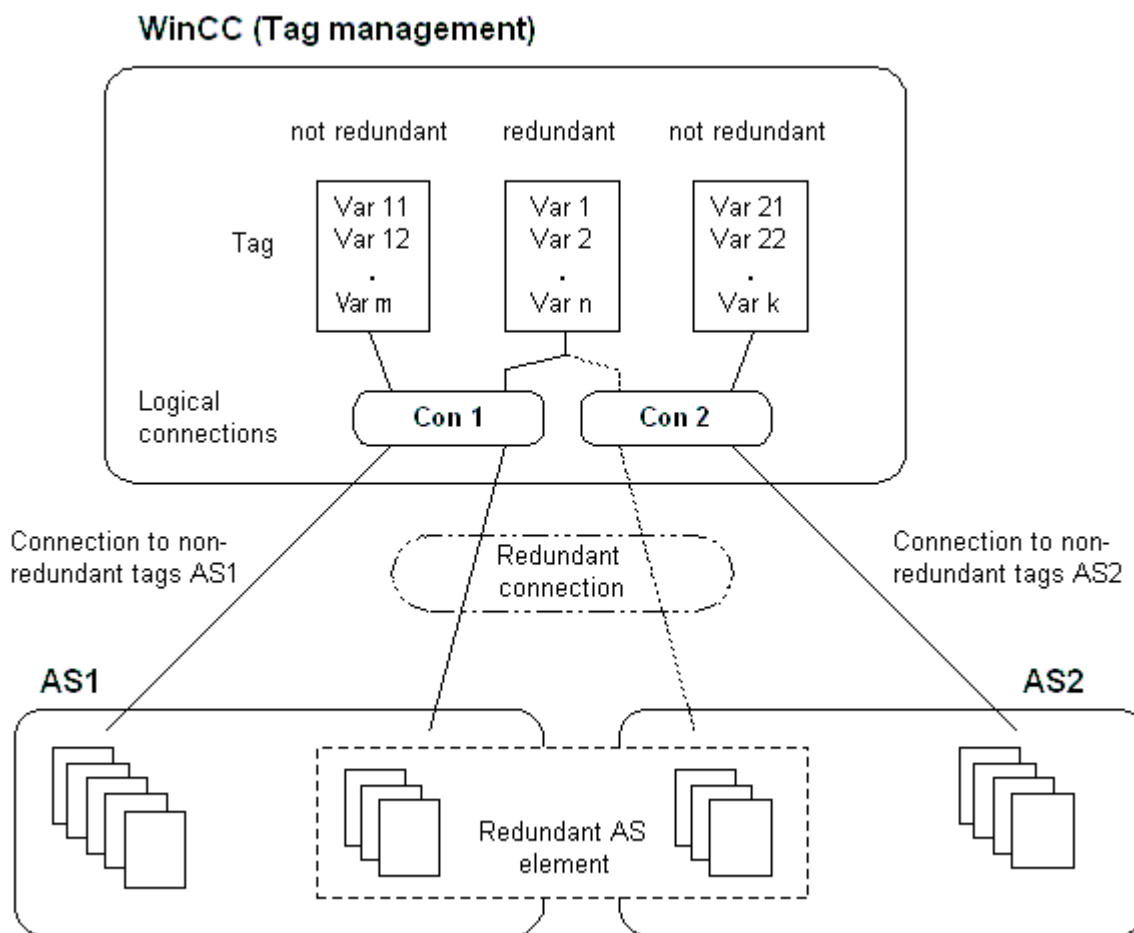 WinCC (Tag management)
not redundant
redundant
not redundant
Tag
Var 11
Var 12
.
Var m
Var 1
Var 2
.
Var n
Var 21
Var 22
.
Var k
Logical
connections
Con 1
Con 2
Connection to non-
redundant tags AS1
Redundant
connection
Connection to non-
redundant tags AS2
AS1
AS2
Redundant AS
element